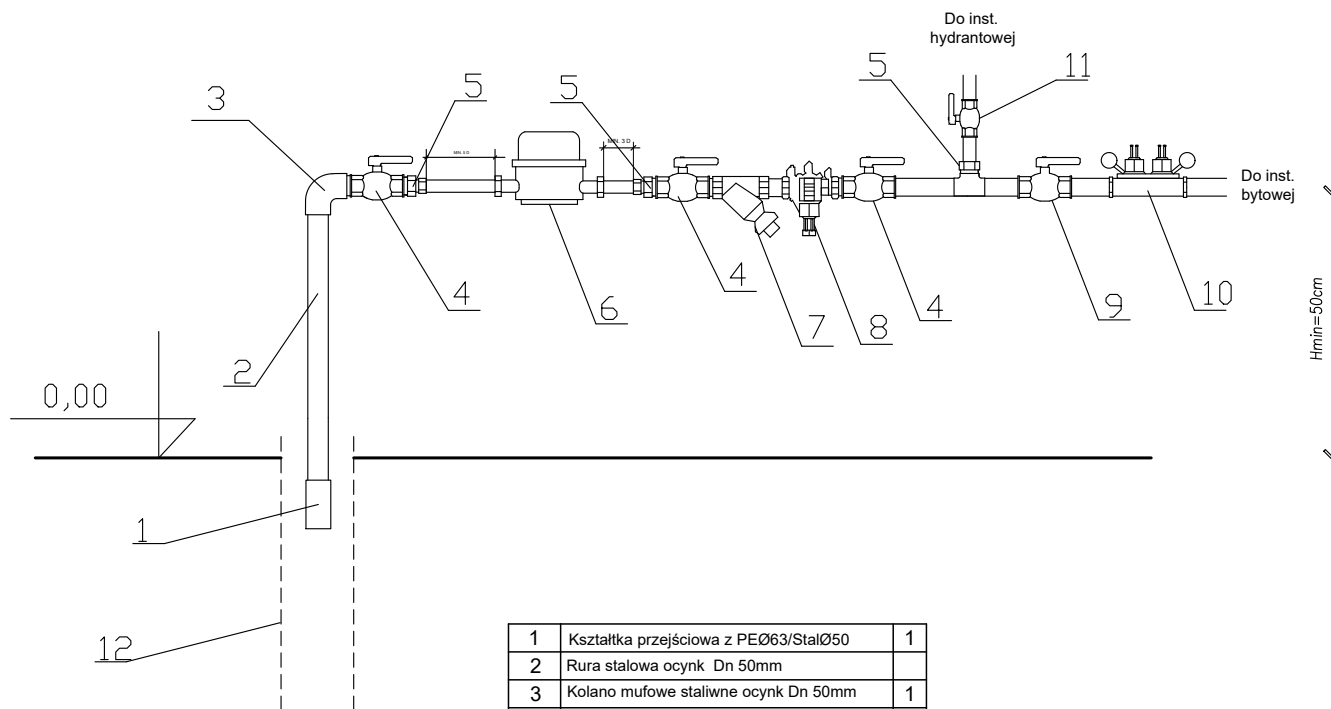 Do inst.
hydrantowej
5
11
3
5
5
MIN. 5 D
MIN. 3 D
Do inst.
bytowej
4
6
4
7
8
4
9
10
Hmin=50cm
2
0,00
1
12
1 Kształtka przejściowa z PEØ63/StalØ50 1
2 Rura stalowa ocynk Dn 50mm
3 Kolano mufowe staliwne ocynk Dn 50mm 1